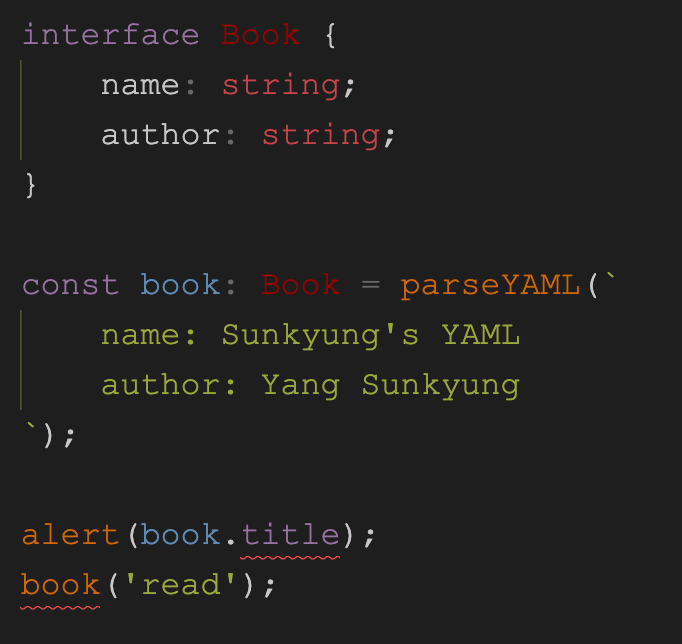 interface Book {
    name: string;
    author: string;
}

const book: Book = parseYAML(`
    name: Sunkyung's YAML
    author: Yang Sunkyung
`);

alert(book.title);
book('read');